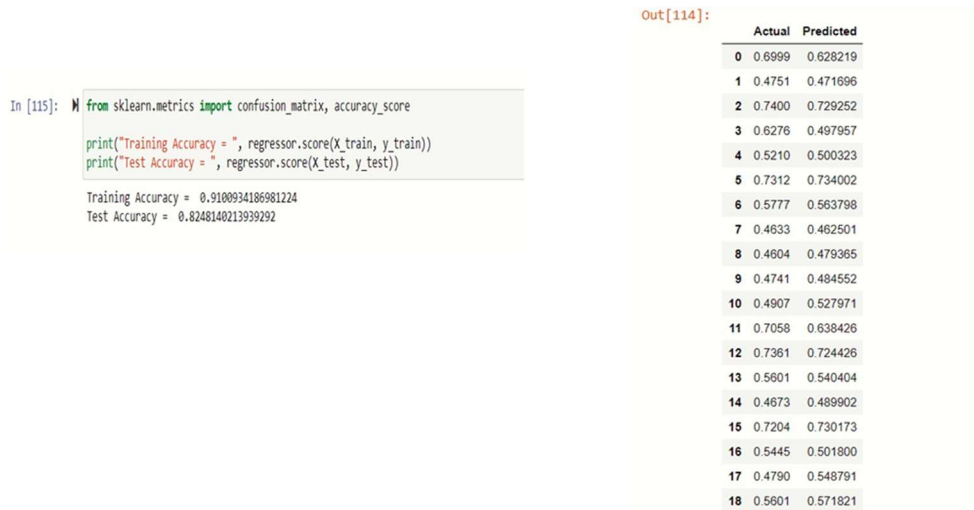 In [115]: from sklearn.metrics import confusion_matrix, accuracy_score
print("Training Accuracy = ", regressor.score(X_train, y_train))
print("Test Accuracy = ", regressor.score(X_test, y_test))
Training Accuracy =  0.9100934186981224
Test Accuracy =  0.8248140213939292
Out[114]:
Actual Predicted
0 0.6999 0.628219
1 0.4751 0.471696
2 0.7400 0.729252
3 0.6276 0.497957
4 0.5210 0.500323
5 0.7312 0.734002
6 0.5777 0.563798
7 0.4633 0.462501
8 0.4604 0.479365
9 0.4741 0.484552
10 0.4907 0.527971
11 0.7058 0.638426
12 0.7361 0.724426
13 0.5601 0.540404
14 0.4673 0.489902
15 0.7204 0.730173
16 0.5445 0.501800
17 0.4790 0.548791
18 0.5601 0.571821